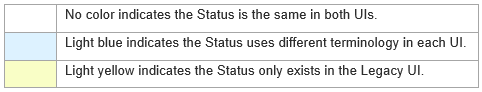 No color indicates the Status is the same in both UIs.
Light blue indicates the Status uses different terminology in each UI.
Light yellow indicates the Status only exists in the Legacy UI.